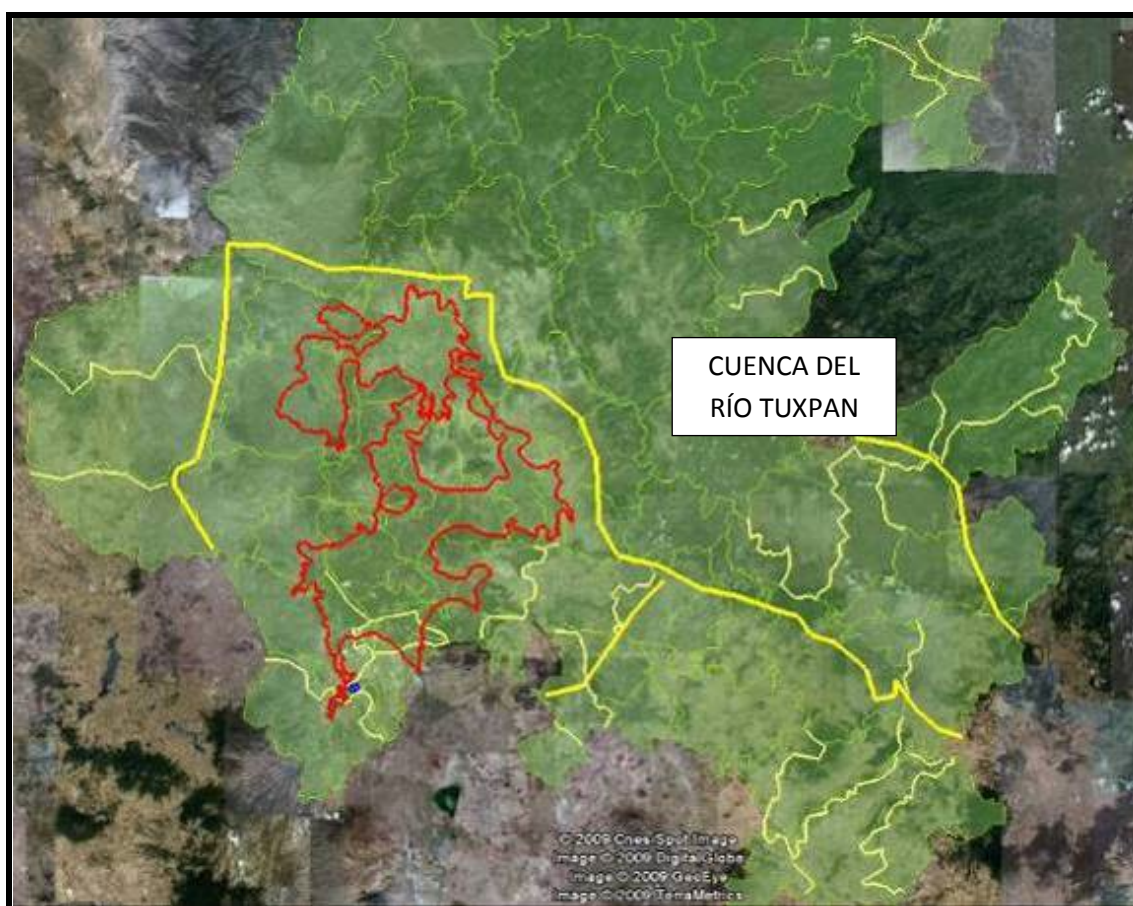 CUENCA DEL
RÍO TUXPAN
© 2009 Cnes/Spot Image
Image © 2009 DigitalGlobe
Image © 2009 GeoEye
Image © 2009 TerraMetrics